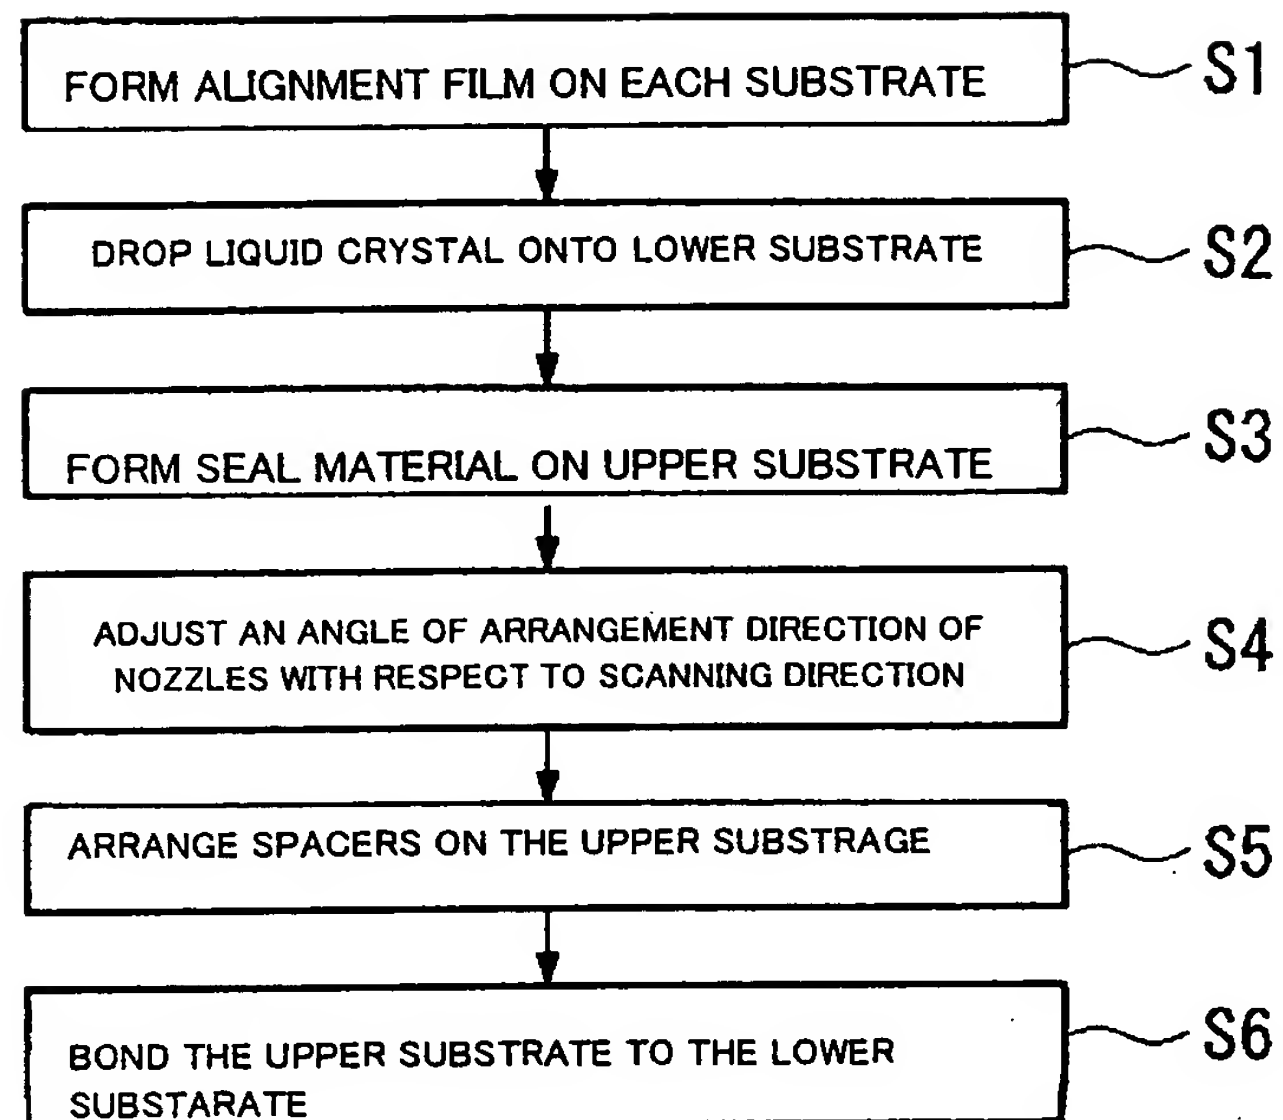 FORM ALIGNMENT FILM ON EACH SUBSTRATE
S1
DROP LIQUID CRYSTAL ONTO LOWER SUBSTRATE
S2
FORM SEAL MATERIAL ON UPPER SUBSTRATE
S3
ADJUST AN ANGLE OF ARRANGEMENT DIRECTION OF
NOZZLES WITH RESPECT TO SCANNING DIRECTION
S4
ARRANGE SPACERS ON THE UPPER SUBSTRAGE
S5
BOND THE UPPER SUBSTRATE TO THE LOWER
SUBSTARATE
S6